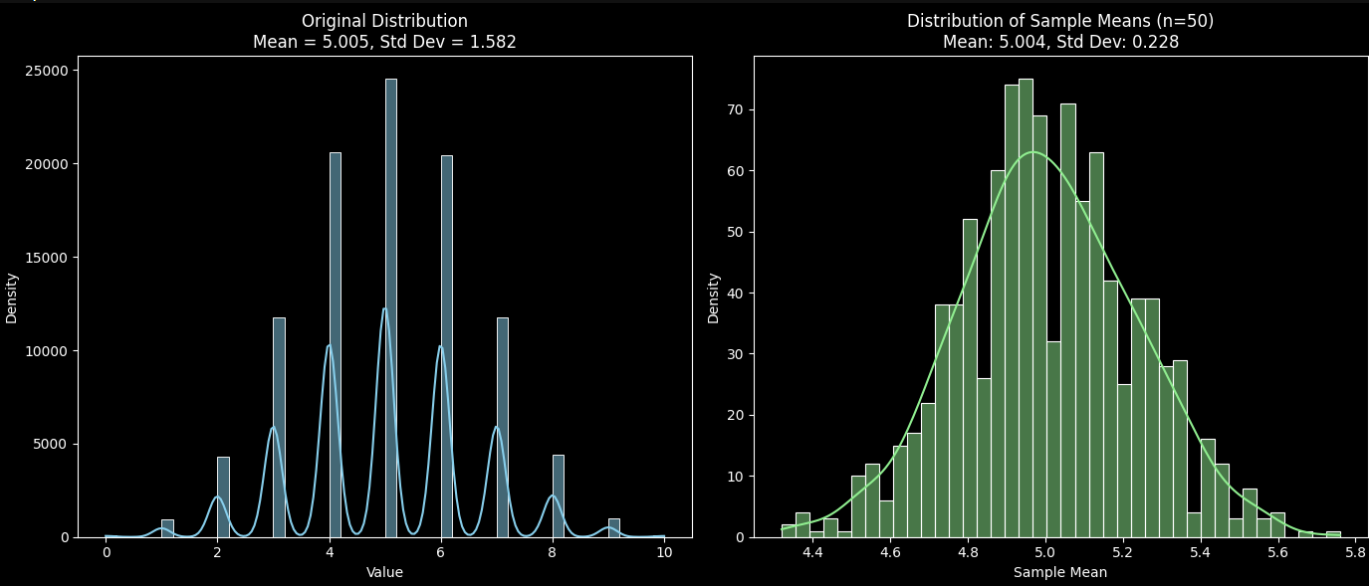 Original Distribution
Mean = 5.005, Std Dev = 1.582
25000
20000
15000
10000
5000
0
Density
0 2 4 6 8 10
Value
Distribution of Sample Means (n=50)
Mean: 5.004, Std Dev: 0.228
70
60
50
40
30
20
10
0
Density
4.4 4.6 4.8 5.0 5.2 5.4 5.6 5.8
Sample Mean